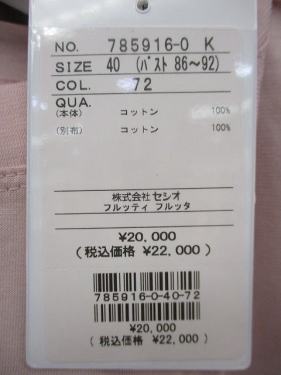 NO. 785916-0 K
SIZE 40 (バスト 86～92)
COL. 72
QUA.
(本体) コットン 100%
(別布) コットン 100%
株式会社 セシオ
フルッティ フルッタ
¥20,000
(税込価格 ¥22,000)
785916-0-40-72
¥20,000
(税込価格 ¥22,000)